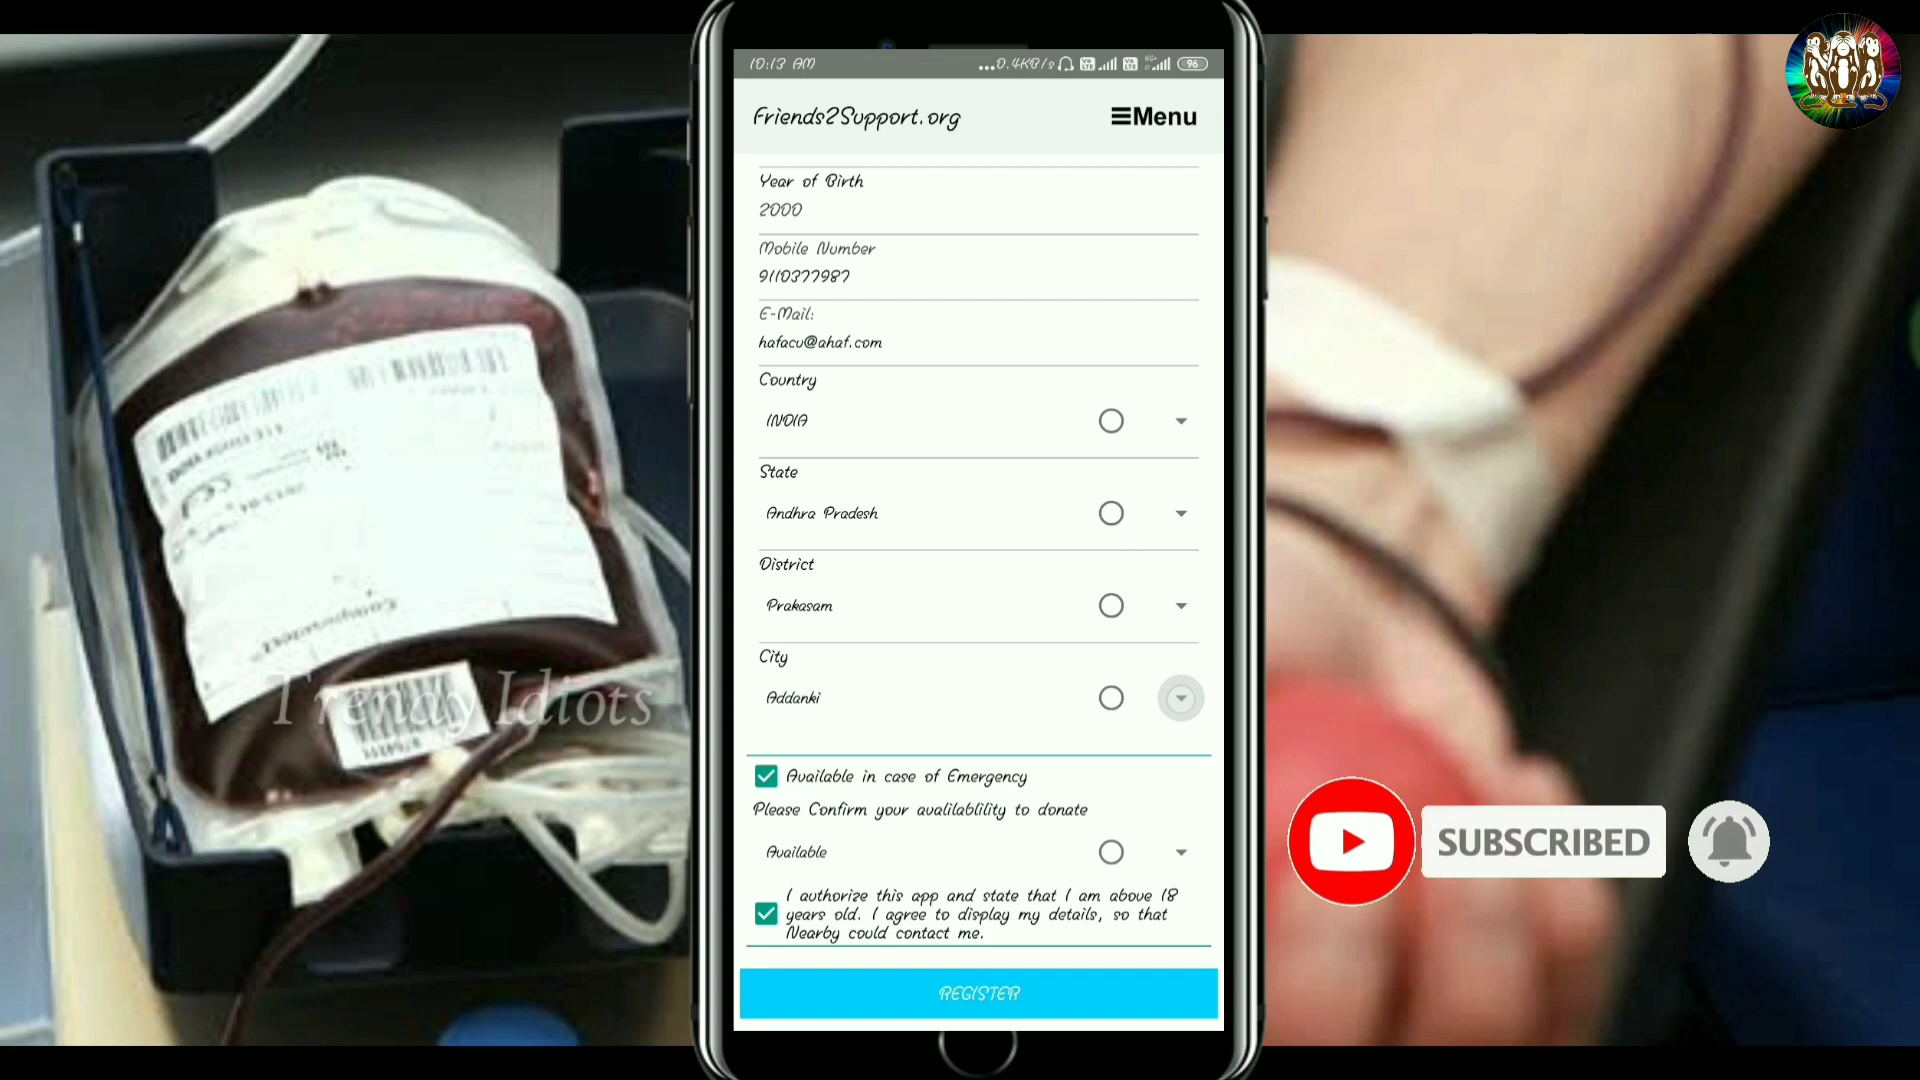 10:13 AM
...0.4KB/s
96
Friends2Support.org
Menu
Year of Birth
2000
Mobile Number
9110377987
E-Mail:
hafacu@ahaf.com
Country
INDIA
State
Andhra Pradesh
District
Prakasam
City
Addanki
Available in case of Emergency
Please Confirm your avalilablility to donate
Available
I authorize this app and state that I am above 18
years old. I agree to display my details, so that
Nearby could contact me.
REGISTER
Trendy Idiots
SUBSCRIBED